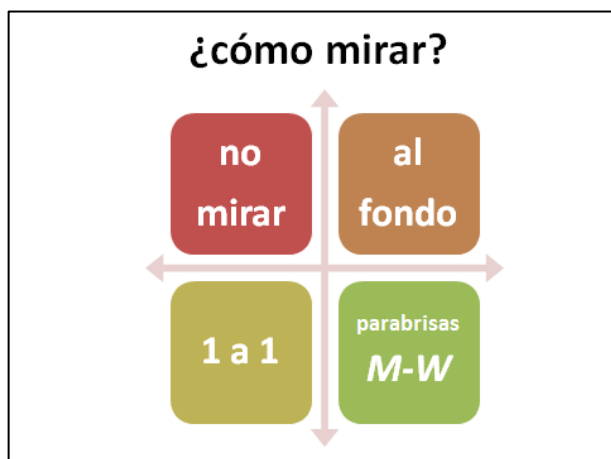 ¿cómo mirar?
no
mirar
al
fondo
1 a 1
parabrisas
M-W